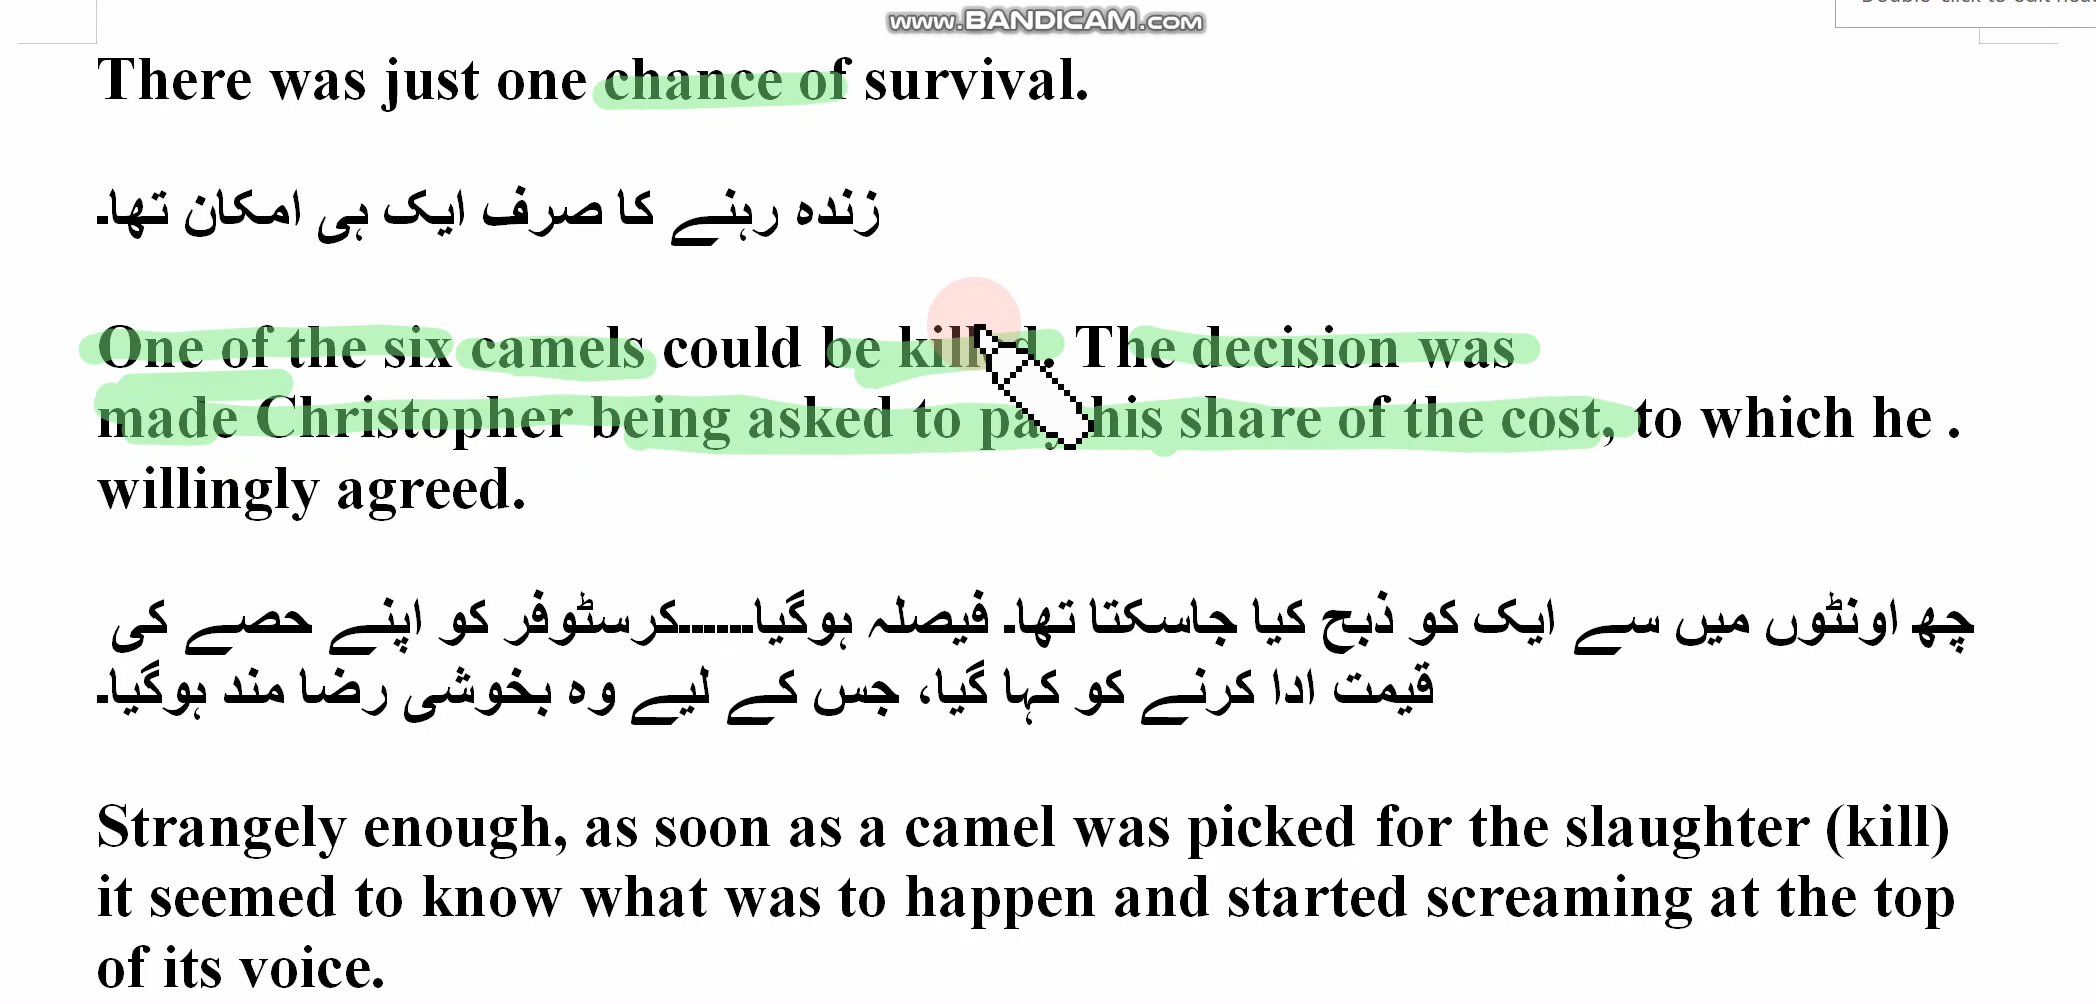 www.BANDICAM.com
There was just one chance of survival.
زندہ رہنے کا صرف ایک ہی امکان تھا۔
One of the six camels could be killed. The decision was
made Christopher being asked to pay his share of the cost, to which he .
willingly agreed.
چھ اونٹوں میں سے ایک کو ذبح کیا جاسکتا تھا۔ فیصلہ ہوگیا۔۔۔۔۔۔کرسٹوفر کو اپنے حصے کی
قیمت ادا کرنے کو کہا گیا، جس کے لیے وہ بخوشی رضا مند ہوگیا۔
Strangely enough, as soon as a camel was picked for the slaughter (kill)
it seemed to know what was to happen and started screaming at the top
of its voice.